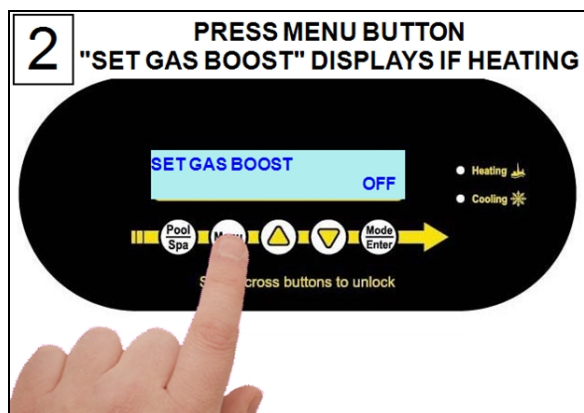 2
PRESS MENU BUTTON
"SET GAS BOOST" DISPLAYS IF HEATING
SET GAS BOOST
OFF
Heating
Cooling
Pool
Spa
Mode
Enter
cross buttons to unlock